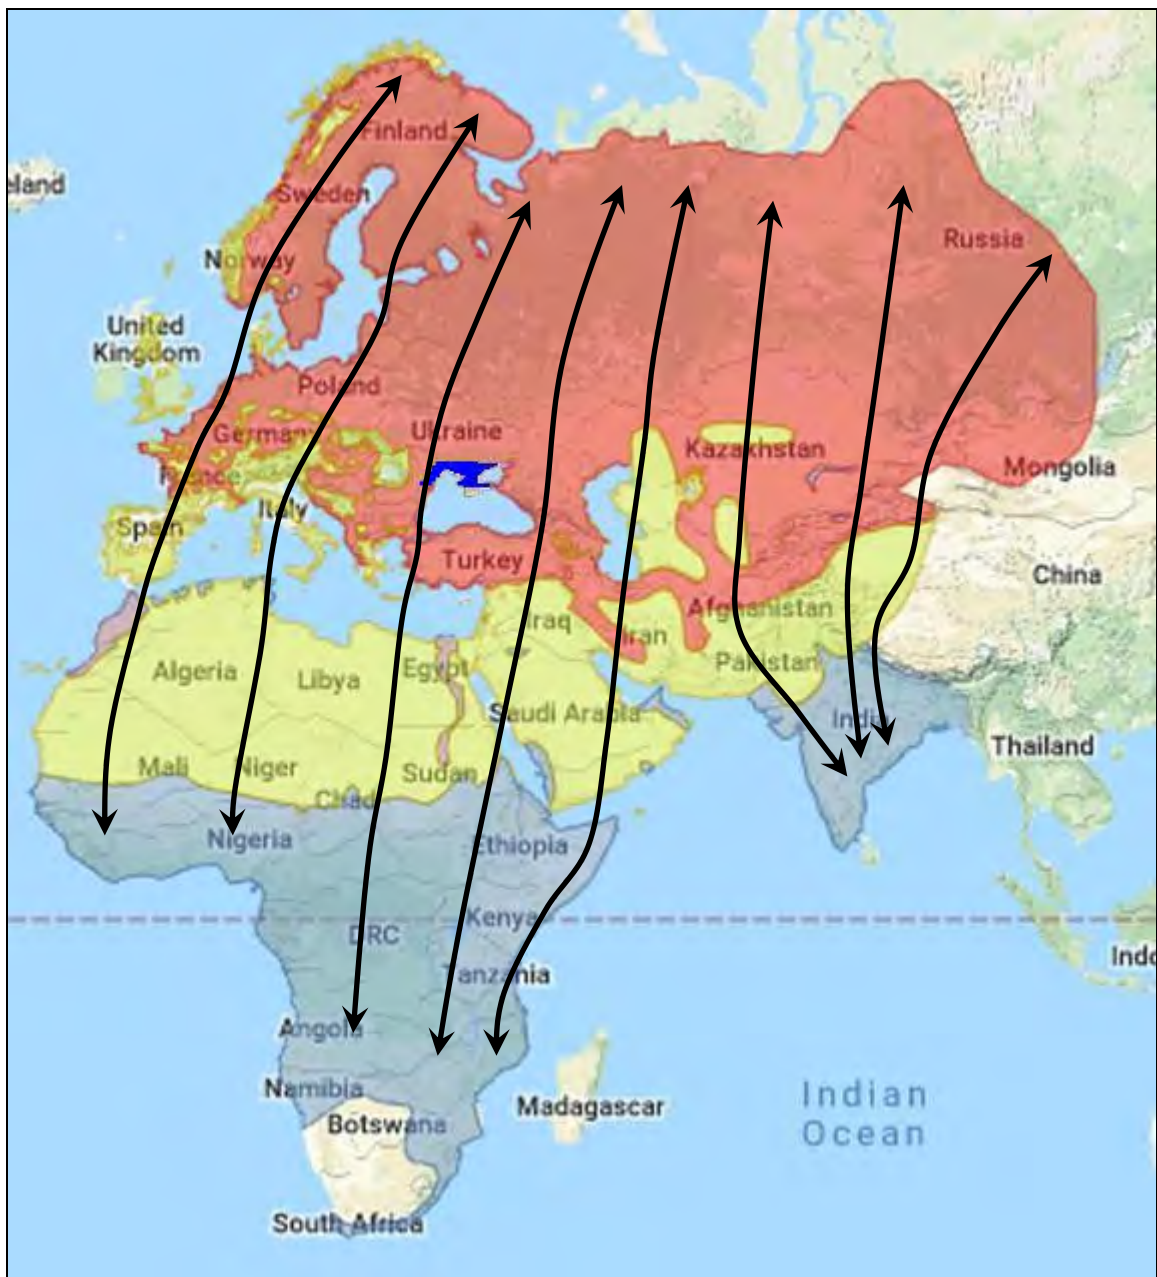 Finland
eland
Sweden
Russia
Norway
United
Kingdom
Poland
Germany
Ukraine
Kazakhstan
Mongolia
France
Italy
Spain
Turkey
China
Afghanistan
Iraq
Iran
Pakistan
Algeria
Libya
Egypt
Saudi Arabia
India
Thailand
Mali
Niger
Sudan
Chad
Nigeria
Ethiopia
Kenya
DRC
Indo
Tanzania
Angola
Namibia
Madagascar
Indian
Ocean
Botswana
South Africa